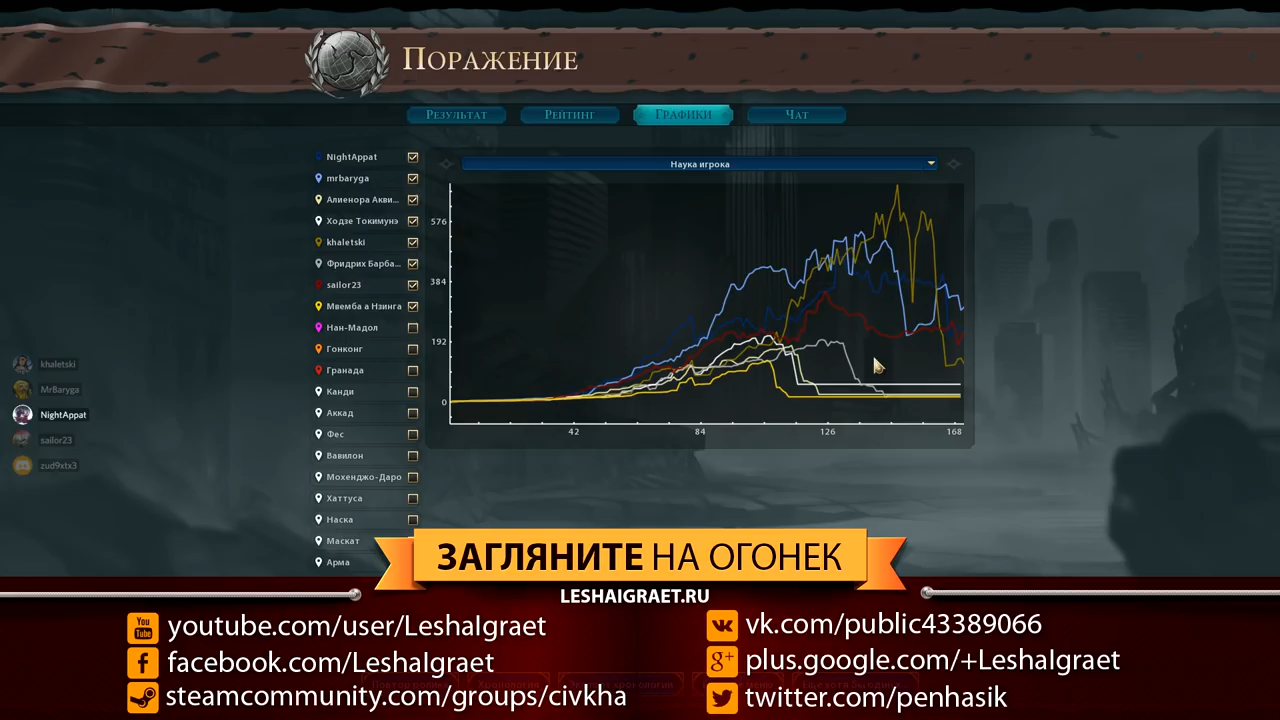 Поражение
Результат
Рейтинг
Графики
Чат
NightAppat
mrbaryga
Алиенора Акви...
Ходзе Токимунэ
khaletski
Фридрих Барба...
sailor23
Мвемба а Нзинга
Нан-Мадол
Гонконг
Гранада
Канди
Аккад
Фес
Вавилон
Мохенджо-Даро
Хаттуса
Наска
Маскат
Арма
Наука игрока
576
384
192
0
42 84 126 168
khaletski
MrBaryga
NightAppat
sailor23
zud9xtx3
ЗАГЛЯНИТЕ НА ОГОНЕК
LESHAIGRAET.RU
You Tube youtube.com/user/LeshaIgraet
facebook.com/LeshaIgraet
steamcommunity.com/groups/civkha
vk.com/public43389066
g+ plus.google.com/+LeshaIgraet
twitter.com/penhasik